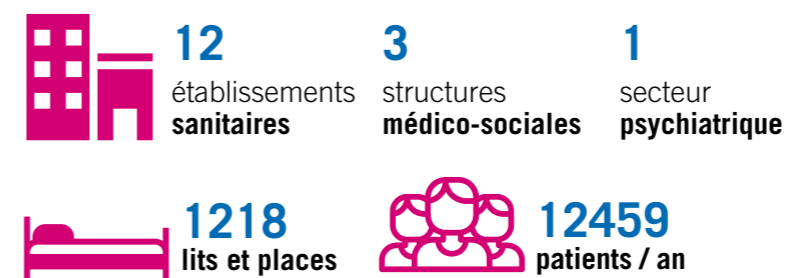 12
établissements
sanitaires
3
structures
médico-sociales
1
secteur
psychiatrique
1218
lits et places
12459
patients / an